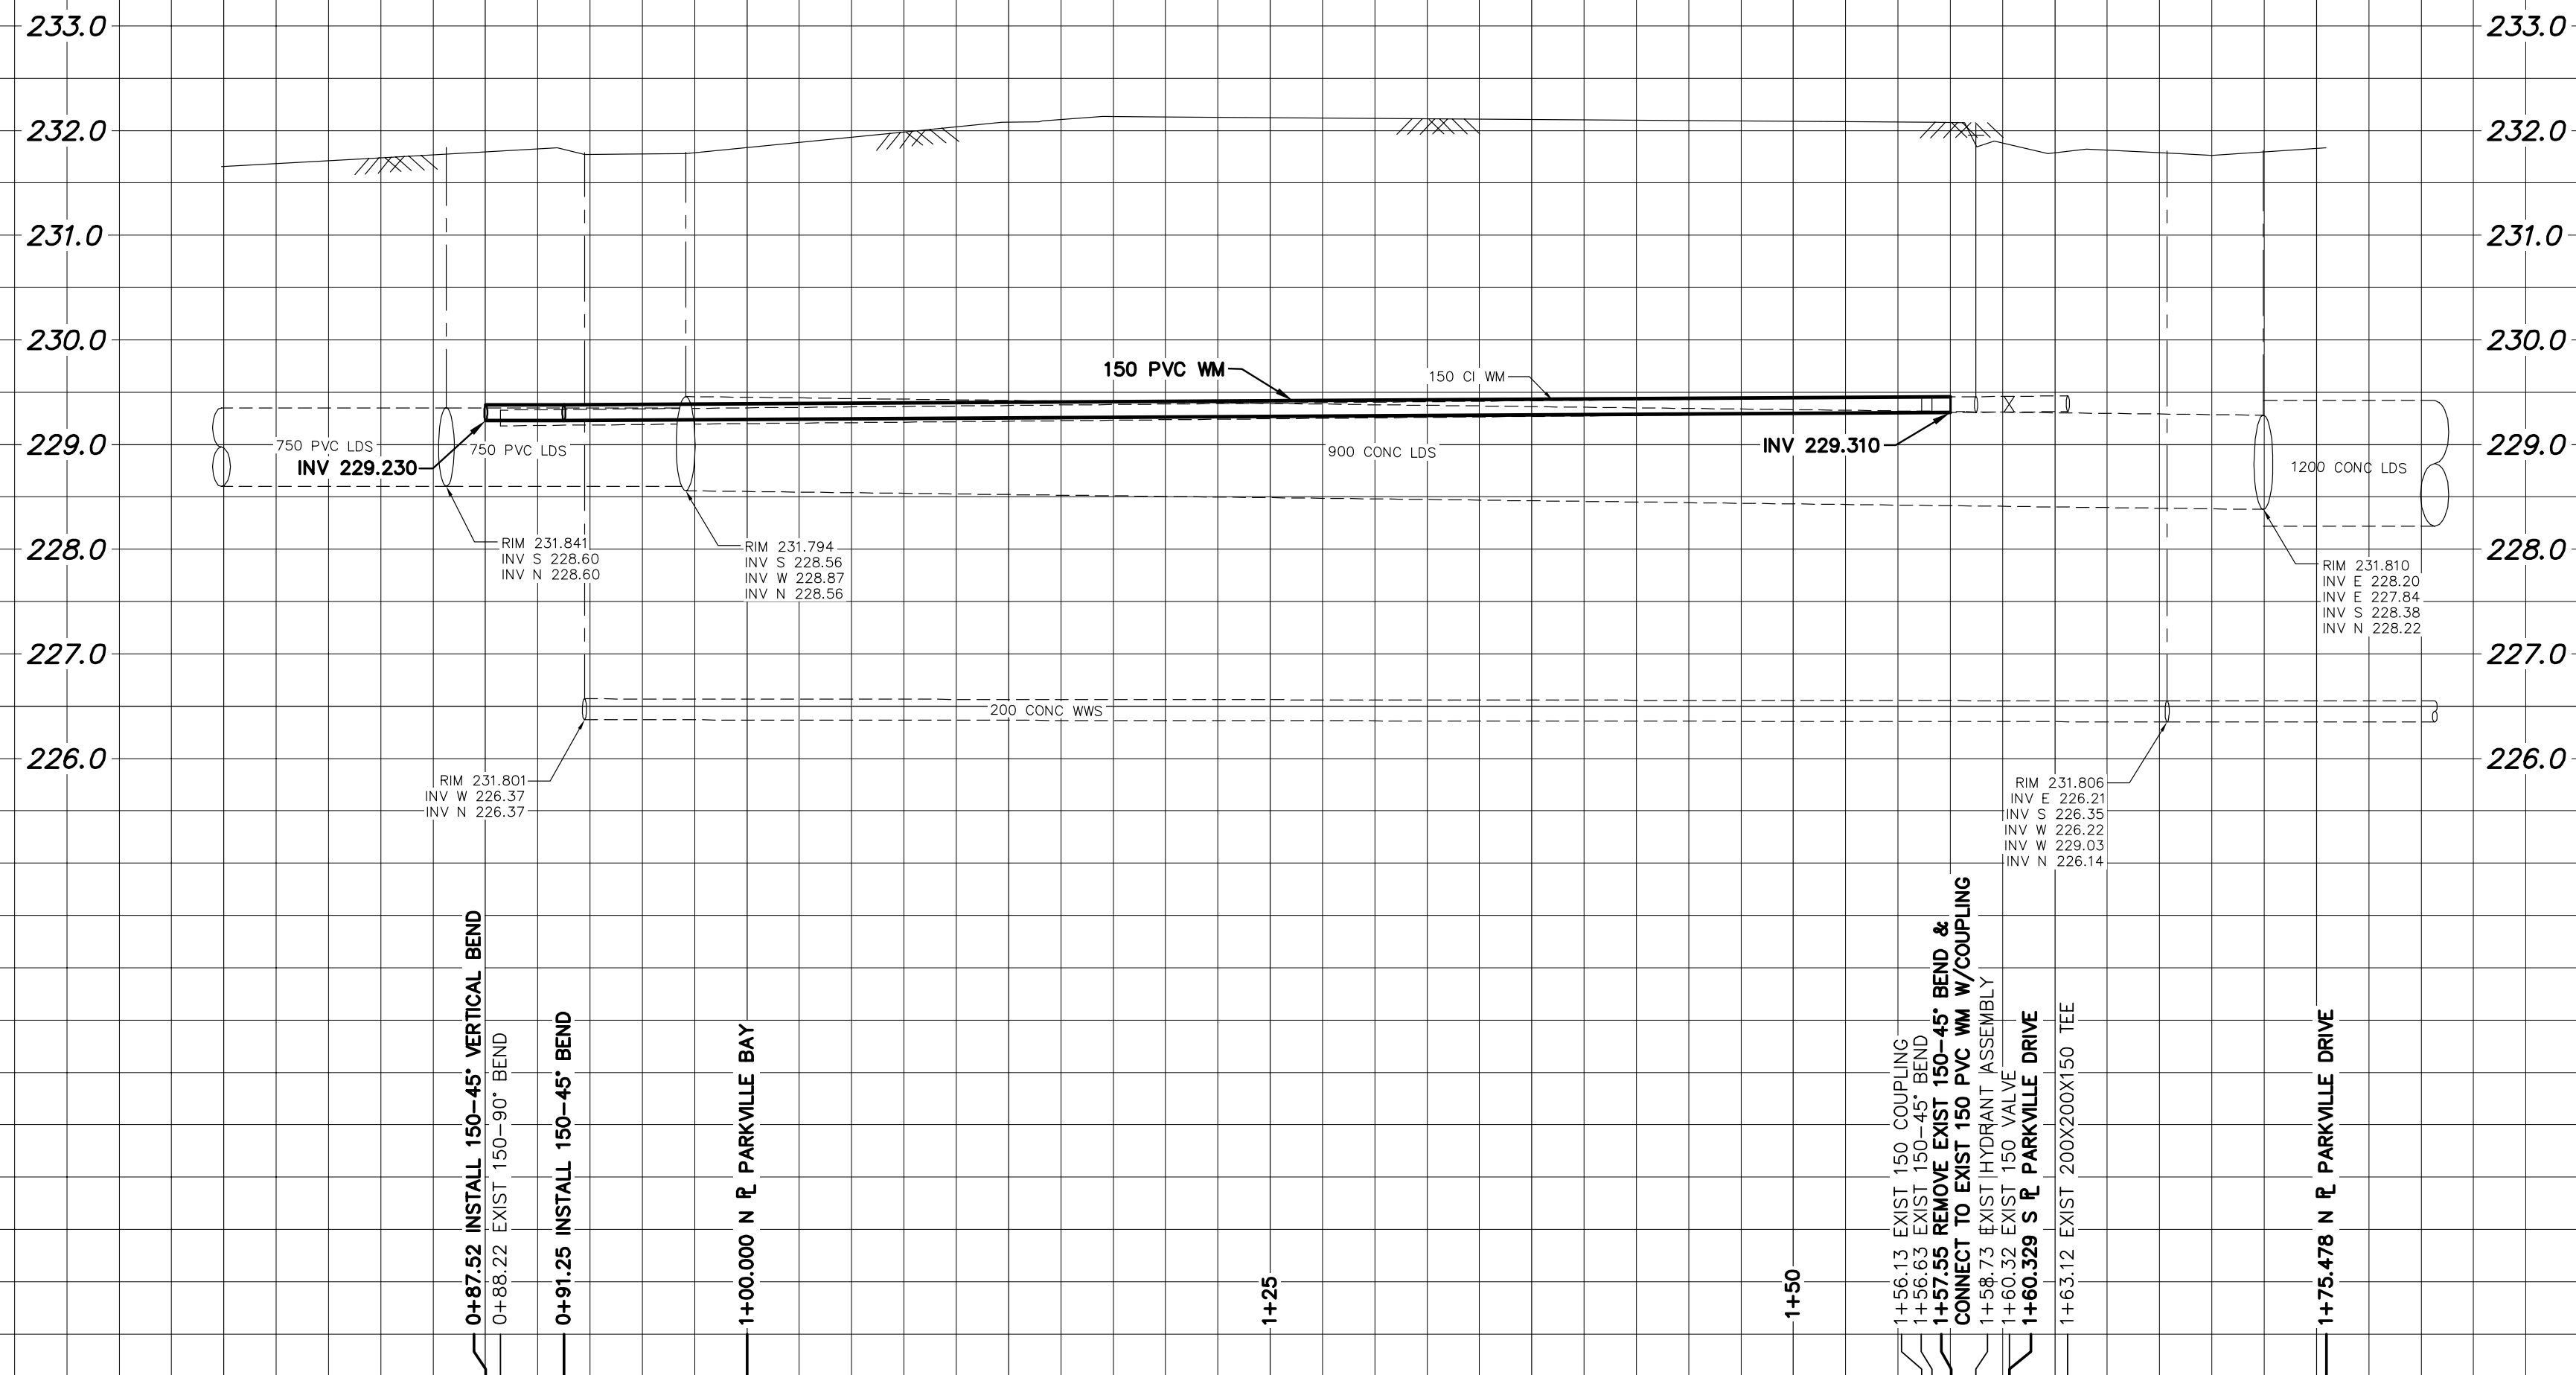 233.0
233.0
232.0
232.0
231.0
231.0
230.0
230.0
150 PVC WM
150 CI WM
229.0
750 PVC LDS
INV 229.230
750 PVC LDS
900 CONC LDS
INV 229.310
1200 CONC LDS
229.0
228.0
RIM 231.841
INV S 228.60
INV N 228.60
RIM 231.794
INV S 228.56
INV W 228.87
INV N 228.56
228.0
RIM 231.810
INV E 228.20
INV E 227.84
INV S 228.38
INV N 228.22
227.0
227.0
200 CONC WWS
226.0
226.0
RIM 231.801
INV W 226.37
INV N 226.37
RIM 231.806
INV E 226.21
INV S 226.35
INV W 226.22
INV W 229.03
INV N 226.14
0+87.52 INSTALL 150-45° VERTICAL BEND
0+88.22 EXIST 150-90° BEND
0+91.25 INSTALL 150-45° BEND
1+00.000 N PL PARKVILLE BAY
1+25
1+50
1+56.13 EXIST 150 COUPLING
1+56.63 EXIST 150-45° BEND
1+57.55 REMOVE EXIST 150-45° BEND &
CONNECT TO EXIST 150 PVC WM W/COUPLING
1+58.73 EXIST HYDRANT ASSEMBLY
1+60.32 EXIST 150 VALVE
1+60.329 S PL PARKVILLE DRIVE
1+63.12 EXIST 200X200X150 TEE
1+75.478 N PL PARKVILLE DRIVE